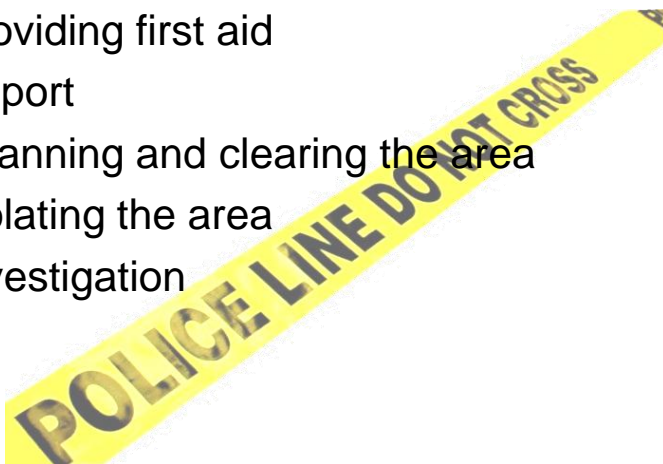 oviding first aid
port
anning and clearing the area
olating the area
vestigation
POLICE LINE DO NOT CROSS